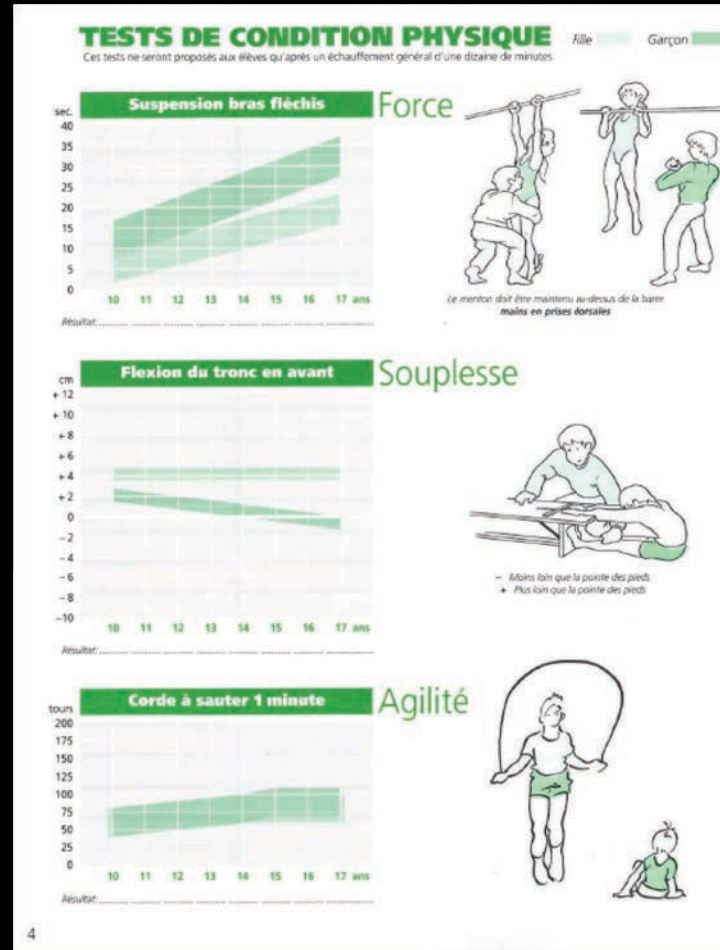 TESTS DE CONDITION PHYSIQUE
Fille
Garçon
Ces tests ne seront proposés aux élèves qu'après un échauffement général d'une dizaine de minutes
Suspension bras fléchis
Force
sec.
40
35
30
25
20
15
10
5
0
10 11 12 13 14 15 16 17 ans
Résultat:
Le menton doit être maintenu au-dessus de la barre
mains en prises dorsales
Flexion du tronc en avant
Souplesse
cm
+ 12
+ 10
+ 8
+ 6
+ 4
+ 2
0
– 2
– 4
– 6
– 8
–10
10 11 12 13 14 15 16 17 ans
Résultat:
– Moins loin que la pointe des pieds
+ Plus loin que la pointe des pieds
Corde à sauter 1 minute
Agilité
tours
200
175
150
125
100
75
50
25
0
10 11 12 13 14 15 16 17 ans
Résultat:
4